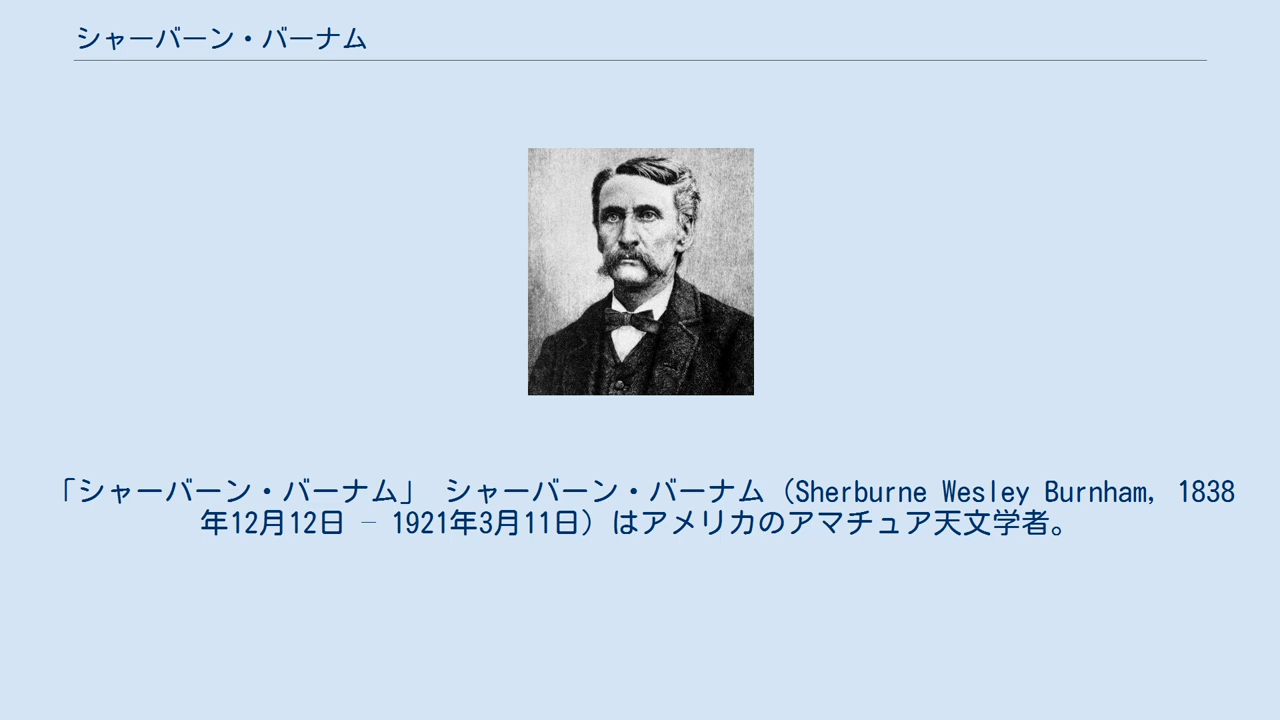 シャーバーン・バーナム
「シャーバーン・バーナム」 シャーバーン・バーナム（Sherburne Wesley Burnham, 1838
年12月12日 – 1921年3月11日）はアメリカのアマチュア天文学者。